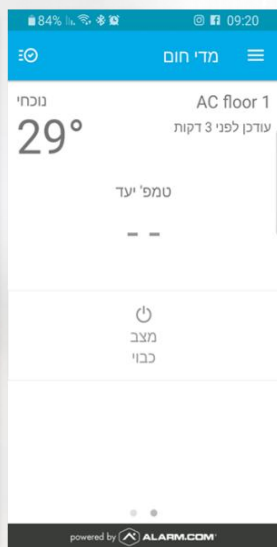 84% 09:20
מדי חום
AC floor 1
עודכן לפני 3 דקות
נוכחי
29°
טמפ' יעד
--
מצב
כבוי
powered by ALARM.COM